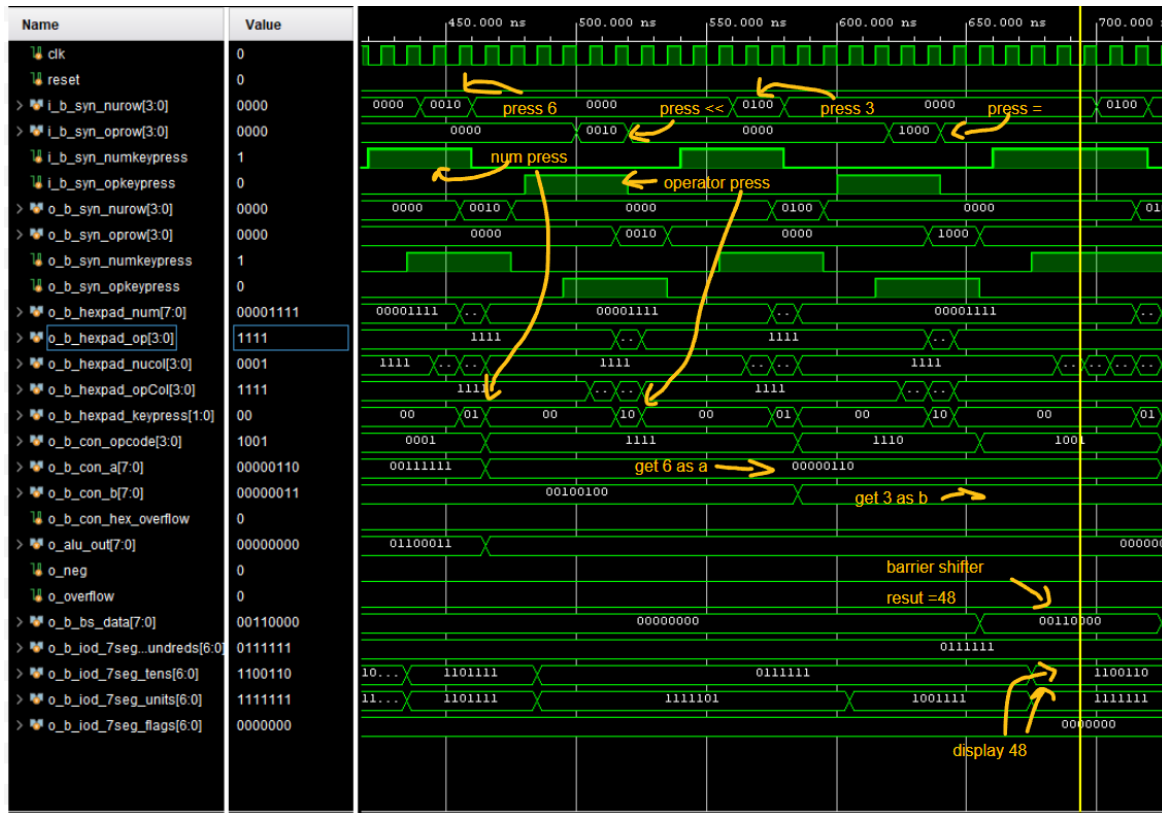 Name Value
450.000 ns 500.000 ns 550.000 ns 600.000 ns 650.000 ns 700.000
clk 0
reset 0
i_b_syn_nurow[3:0] 0000 0000 0010 press 6 0000 press << 0100 press 3 0000 press = 0100
i_b_syn_oprow[3:0] 0000 0000 0010 0000 1000
i_b_syn_numkeypress 1 num press
i_b_syn_opkeypress 0 operator press
o_b_syn_nurow[3:0] 0000 0000 0010 0000 0100 0000 01
o_b_syn_oprow[3:0] 0000 0000 0010 0000 1000
o_b_syn_numkeypress 1
o_b_syn_opkeypress 0
o_b_hexpad_num[7:0] 00001111 00001111 .. 00001111 .. 00001111 ..
o_b_hexpad_op[3:0] 1111 1111 .. 1111 ..
o_b_hexpad_nucol[3:0] 0001 1111 .. .. 1111 .. .. 1111 .. .. .. ..
o_b_hexpad_opCol[3:0] 1111 1111 .. .. 1111 .. ..
o_b_hexpad_keypress[1:0] 00 00 01 00 10 00 01 00 10 00 01
o_b_con_opcode[3:0] 1001 0001 1111 1110 1001
o_b_con_a[7:0] 00000110 00111111 get 6 as a 00000110
o_b_con_b[7:0] 00000011 00100100 get 3 as b
o_b_con_hex_overflow 0
o_alu_out[7:0] 00000000 01100011 000000
o_neg 0 barrier shifter
o_overflow 0 resut =48
o_b_bs_data[7:0] 00110000 00000000 00110000
o_b_iod_7seg...undreds[6:0] 0111111 0111111
o_b_iod_7seg_tens[6:0] 1100110 10... 1101111 0111111 1100110
o_b_iod_7seg_units[6:0] 1111111 11... 1101111 1111101 1001111 1111111
o_b_iod_7seg_flags[6:0] 0000000 0000000
display 48